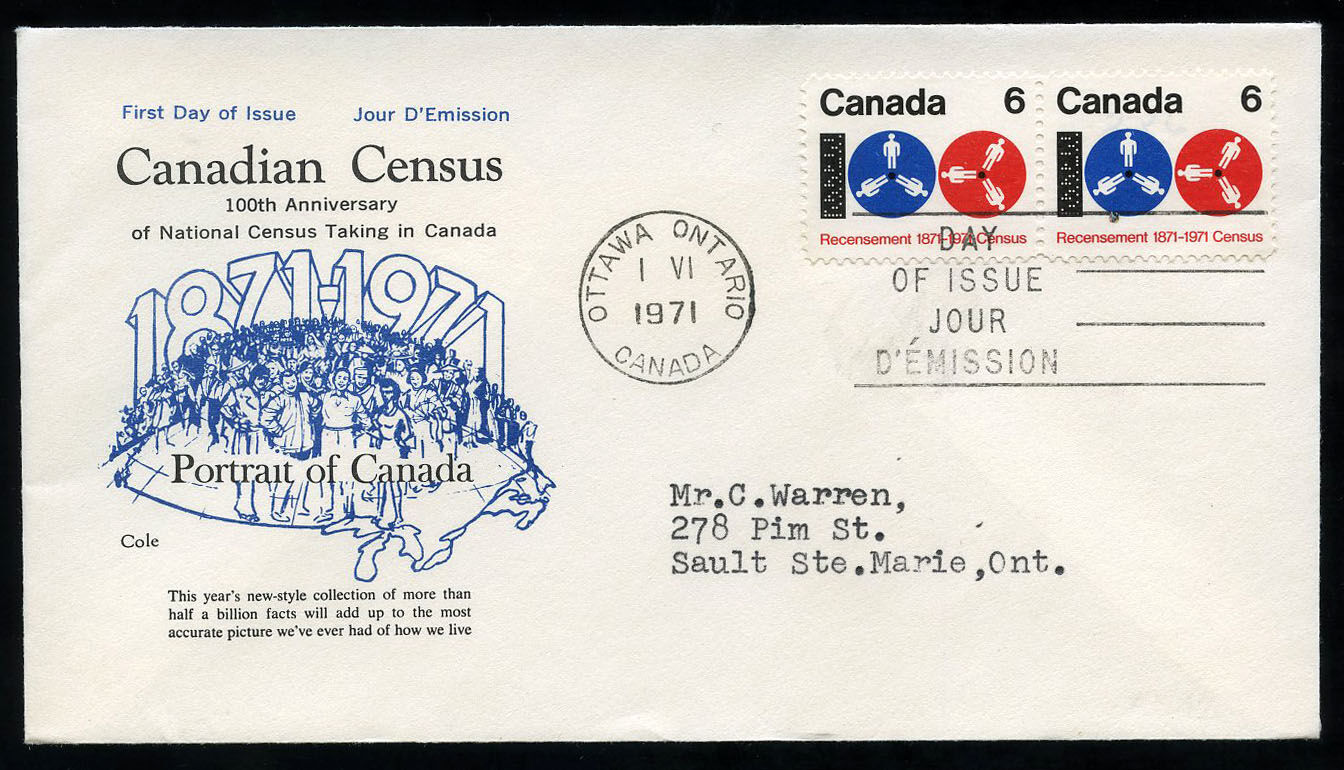 First Day of Issue Jour D'Emission
Canadian Census
100th Anniversary
of National Census Taking in Canada
1871-1971
Portrait of Canada
Cole
This year's new-style collection of more than
half a billion facts will add up to the most
accurate picture we've ever had of how we live
OTTAWA ONTARIO
1 VI
1971
CANADA
Canada 6
Recensement 1871-1971 Census
Canada 6
Recensement 1871-1971 Census
DAY
OF ISSUE
JOUR
D'ÉMISSION
Mr.C.Warren,
278 Pim St.
Sault Ste.Marie,Ont.